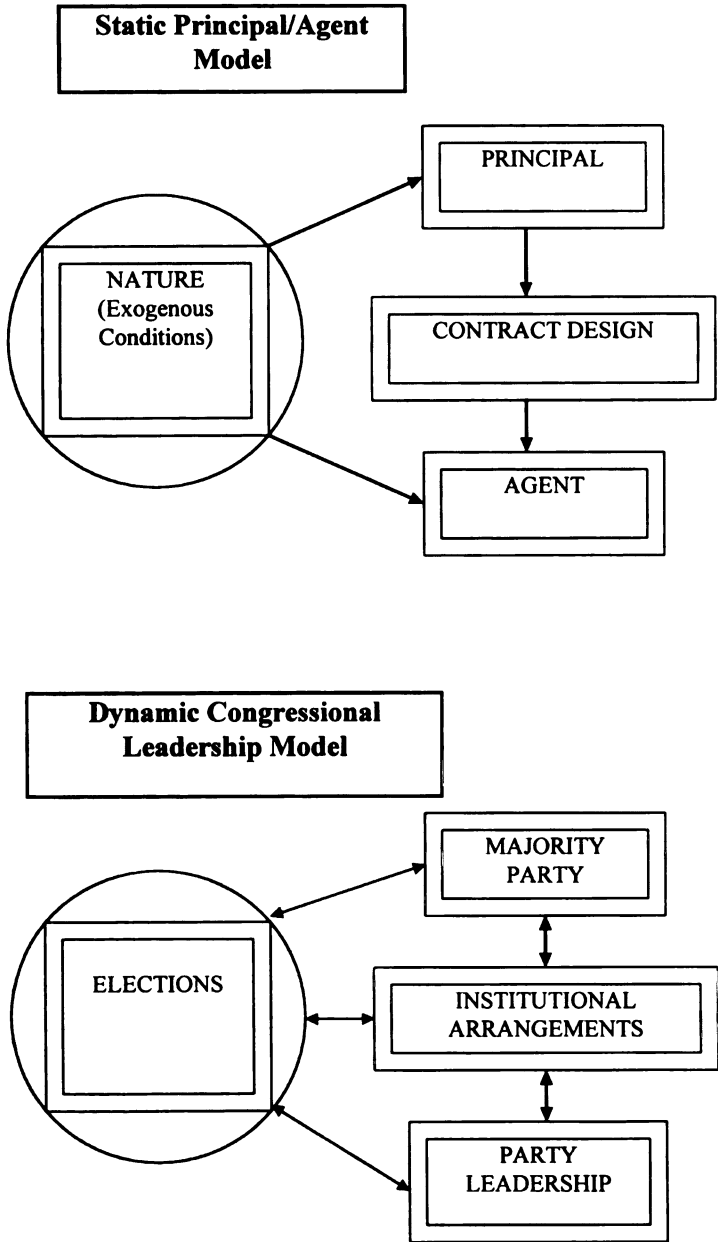 Static Principal/Agent
Model
PRINCIPAL
NATURE
(Exogenous
Conditions)
CONTRACT DESIGN
AGENT
Dynamic Congressional
Leadership Model
MAJORITY
PARTY
ELECTIONS
INSTITUTIONAL
ARRANGEMENTS
PARTY
LEADERSHIP